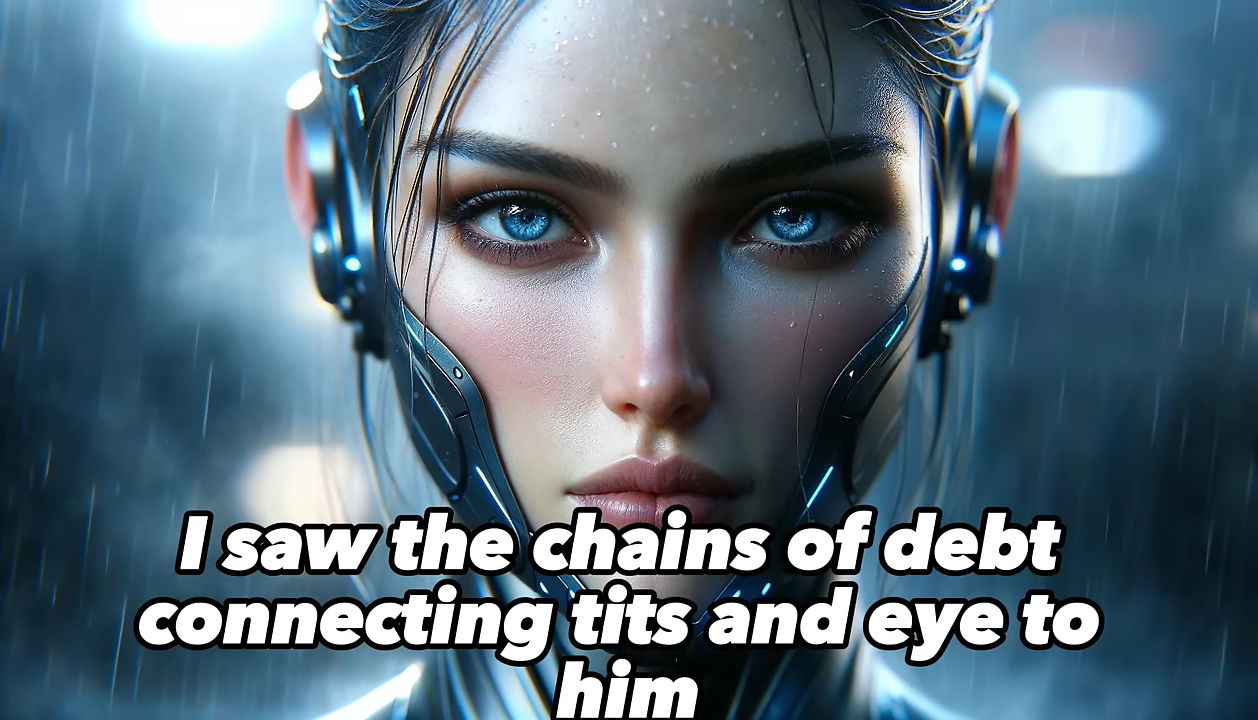 I saw the chains of debt
connecting tits and eye to
him